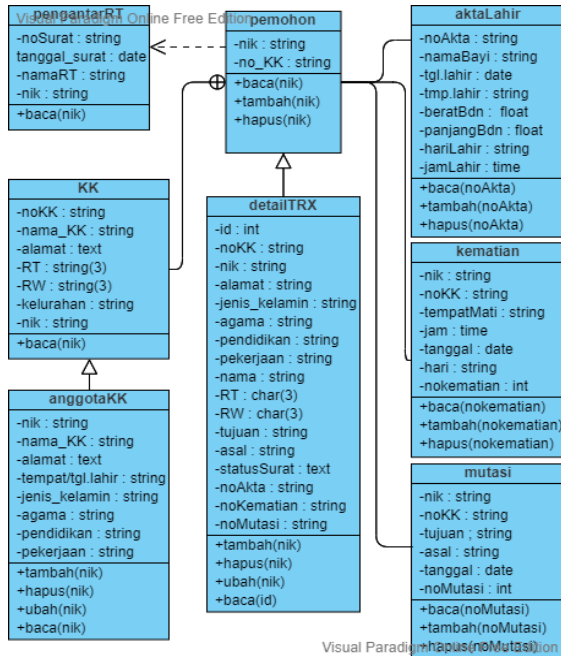 Visual Paradigm Online Free Edition
pengantarRT
-noSurat : string
tanggal_surat : date
-namaRT : string
-nik : string
+baca(nik)
pemohon
-nik : string
-no_KK : string
+baca(nik)
+tambah(nik)
+hapus(nik)
aktaLahir
-noAkta : string
-namaBayi : string
-tgl.lahir : date
-tmp.lahir : string
-beratBdn : float
-panjangBdn : float
-hariLahir : string
-jamLahir : time
+baca(noAkta)
+tambah(noAkta)
+hapus(noAkta)
KK
-noKK : string
-nama_KK : string
-alamat : text
-RT : string(3)
-RW : string(3)
-kelurahan : string
-nik : string
+baca(nik)
detailTRX
-id : int
-noKK : string
-nik : string
-alamat : string
-jenis_kelamin : string
-agama : string
-pendidikan : string
-pekerjaan : string
-nama : string
-RT : char(3)
-RW : char(3)
-tujuan : string
-asal : string
-statusSurat : text
-noAkta : string
-noKematian : string
-noMutasi : string
+tambah(nik)
+hapus(nik)
+ubah(nik)
+baca(id)
kematian
-nik : string
-noKK : string
-tempatMati : string
-jam : time
-tanggal : date
-hari : string
-nokematian : int
+baca(nokematian)
+tambah(nokematian)
+hapus(nokematian)
anggotaKK
-nik : string
-nama_KK : string
-alamat : text
-tempat/tgl.lahir : string
-jenis_kelamin : string
-agama : string
-pendidikan : string
-pekerjaan : string
+tambah(nik)
+hapus(nik)
+ubah(nik)
+baca(nik)
mutasi
-nik : string
-noKK : string
-tujuan ; string
-asal : string
-tanggal : date
-noMutasi : int
+baca(noMutasi)
+tambah(noMutasi)
+hapus(noMutasi)
Visual Paradigm Online Free Edition